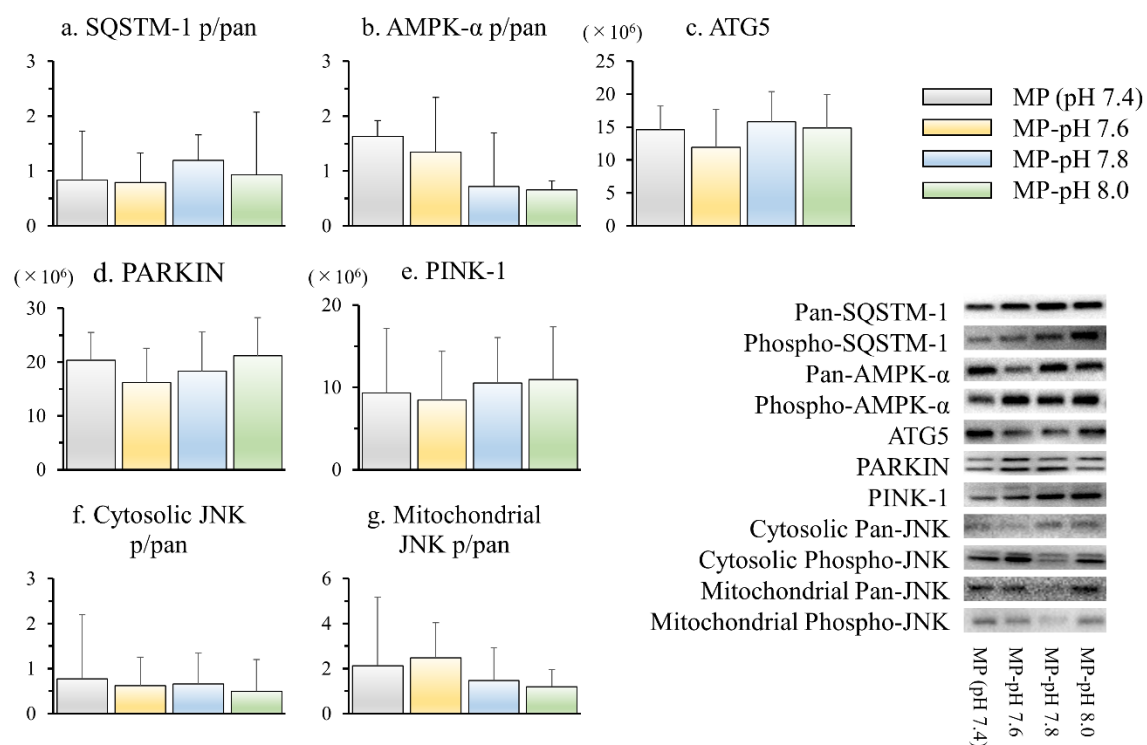 a. SQSTM-1 p/pan
3
2
1
0
b. AMPK-α p/pan
3
2
1
0
(×10⁶)
c. ATG5
25
20
15
10
5
0
MP (pH 7.4)
MP-pH 7.6
MP-pH 7.8
MP-pH 8.0
(×10⁶)
d. PARKIN
30
20
10
0
(×10⁶)
e. PINK-1
20
10
0
f. Cytosolic JNK
p/pan
3
2
1
0
g. Mitochondrial
JNK p/pan
6
4
2
0
Pan-SQSTM-1
Phospho-SQSTM-1
Pan-AMPK-α
Phospho-AMPK-α
ATG5
PARKIN
PINK-1
Cytosolic Pan-JNK
Cytosolic Phospho-JNK
Mitochondrial Pan-JNK
Mitochondrial Phospho-JNK
MP (pH 7.4)
MP-pH 7.6
MP-pH 7.8
MP-pH 8.0